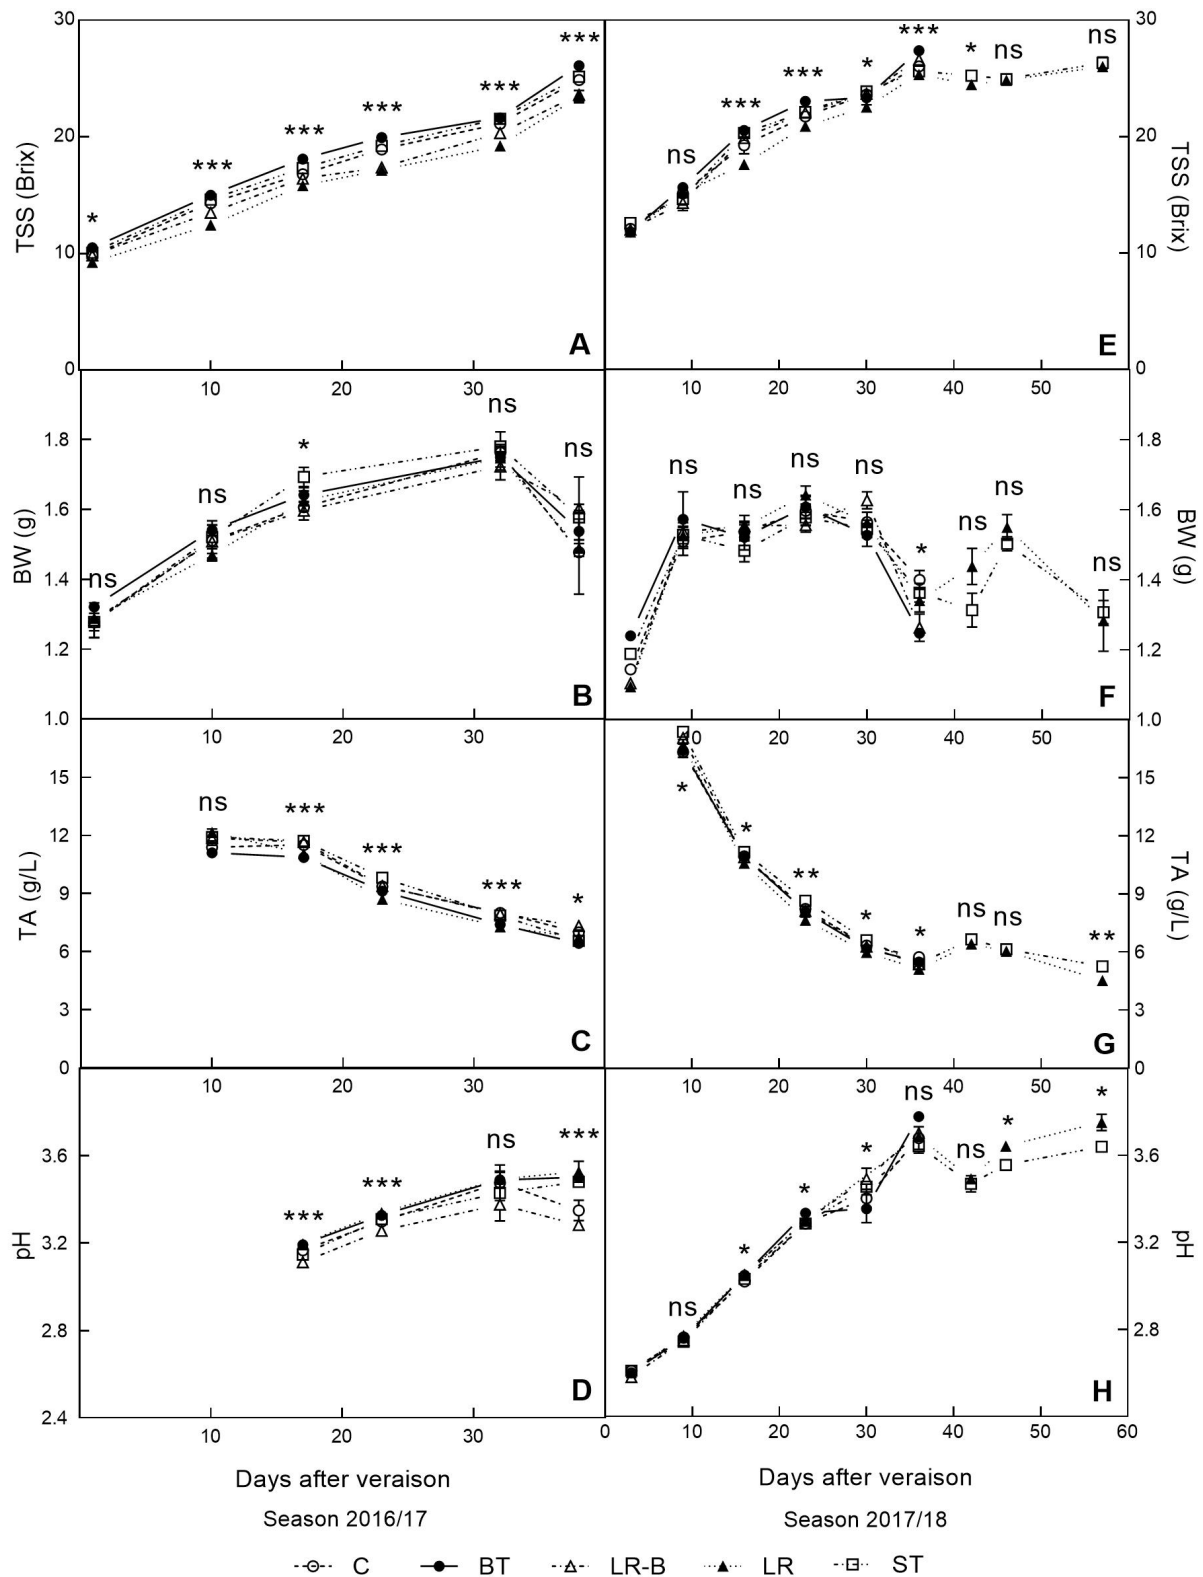 30 *** *** * ns ns 30
*** *** *
20 *** *** 20
*** ns
*
10 10
TSS (Brix) TSS (Brix)
A E
0 0
10 20 30 10 20 30 40 50
ns
1.8 * ns ns ns ns 1.8
ns ns ns
1.6 1.6
* ns ns
1.4 ns 1.4
1.2 1.2
BW (g) BW (g)
B F
1.0 1.0
10 20 30 10 20 30 40 50
15 * 15
ns ***
12 *** * 12
*** **
9 * * * ns ns ** 9
6 6
3 3
TA (g/L) TA (g/L)
C G
0 0
10 20 30 10 20 30 40 50
ns * *
3.6 ns *** * ns 3.6
*** *
3.2 *** * 3.2
ns
2.8 2.8
pH pH
D H
2.4
10 20 30 0 10 20 30 40 50 60
Days after veraison Days after veraison
Season 2016/17 Season 2017/18
C BT LR-B LR ST